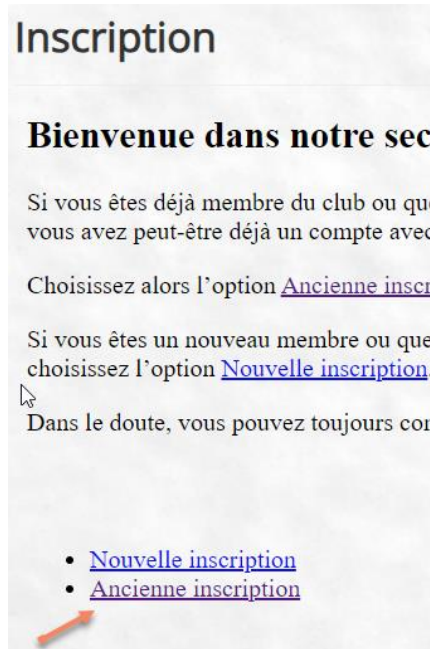 Inscription
Bienvenue dans notre sec
Si vous êtes déjà membre du club ou que
vous avez peut-être déjà un compte avec
Choisissez alors l’option Ancienne inscr
Si vous êtes un nouveau membre ou que
choisissez l’option Nouvelle inscription
Dans le doute, vous pouvez toujours con
Nouvelle inscription
Ancienne inscription